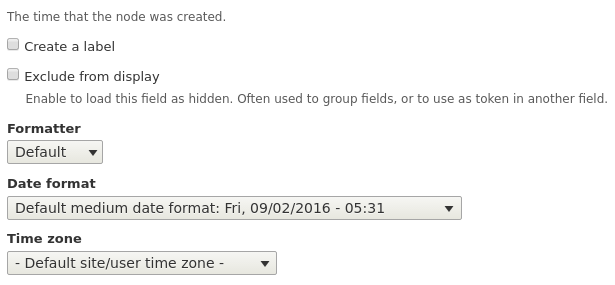 The time that the node was created.
Create a label
Exclude from display
Enable to load this field as hidden. Often used to group fields, or to use as token in another field.
Formatter
Default
Date format
Default medium date format: Fri, 09/02/2016 - 05:31
Time zone
- Default site/user time zone -